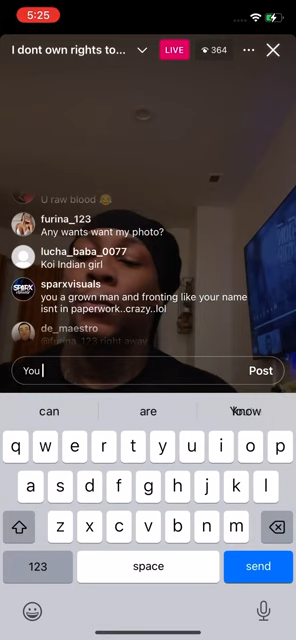 5:25
I dont own rights to...
LIVE
364
U raw blood
furina_123
Any wants want my photo?
lucha_baba_0077
Koi Indian girl
SPARX
sparxvisuals
you a grown man and fronting like your name
isnt in paperwork..crazy..lol
de_maestro
@furina_123 right away
You
Post
can are
q w e r t y u i o p
a s d f g h j k l
z x c v b n m
123 space send